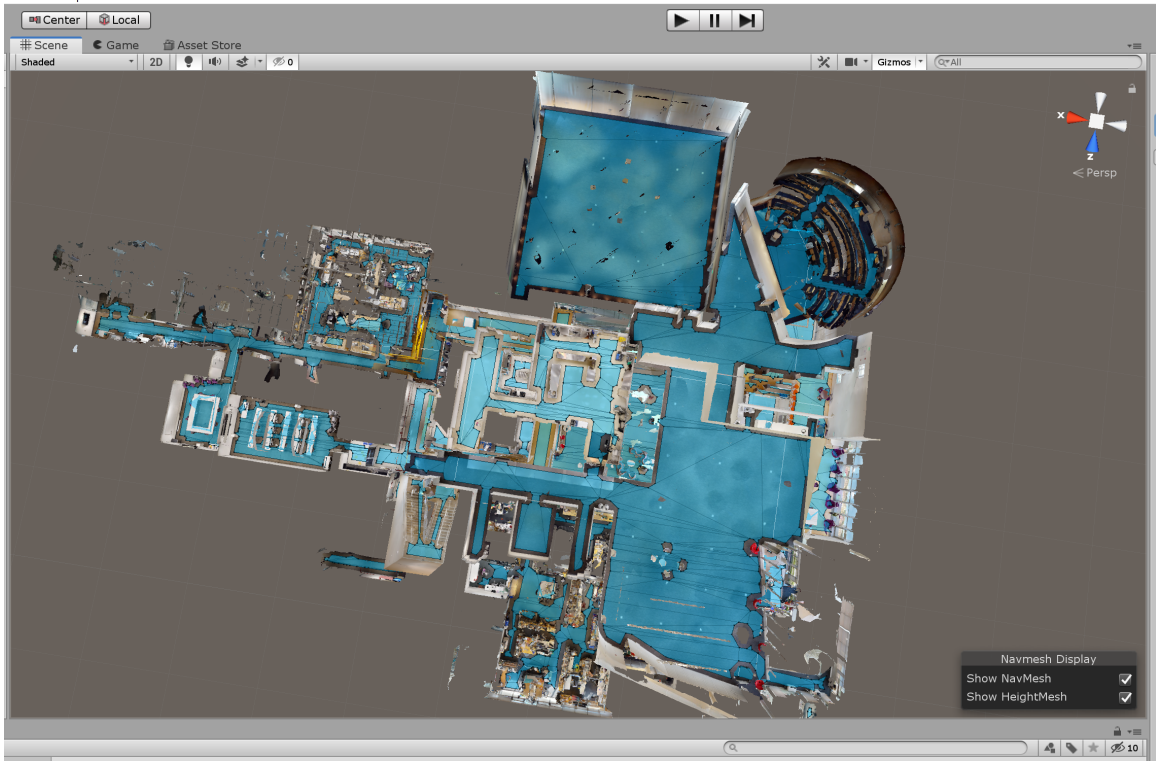 Center Local
Scene Game Asset Store
Shaded 2D 0 Gizmos All
x
z
Persp
Navmesh Display
Show NavMesh
Show HeightMesh
10